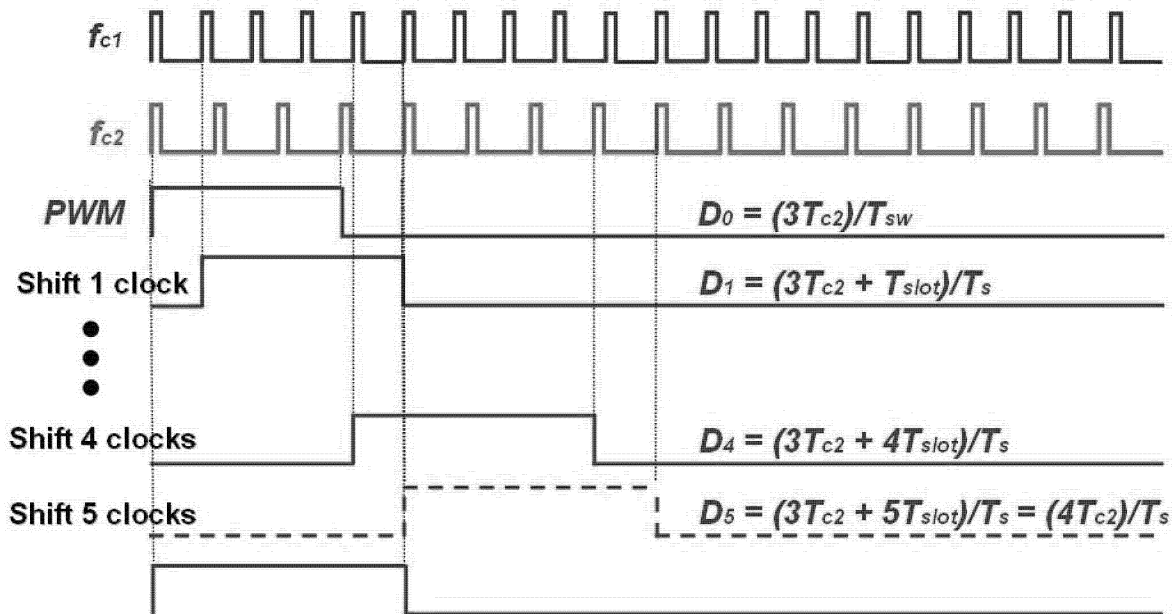 fc1
fc2
PWM
D0 = (3Tc2)/Tsw
Shift 1 clock
D1 = (3Tc2 + Tslot)/Ts
Shift 4 clocks
D4 = (3Tc2 + 4Tslot)/Ts
Shift 5 clocks
D5 = (3Tc2 + 5Tslot)/Ts = (4Tc2)/Ts